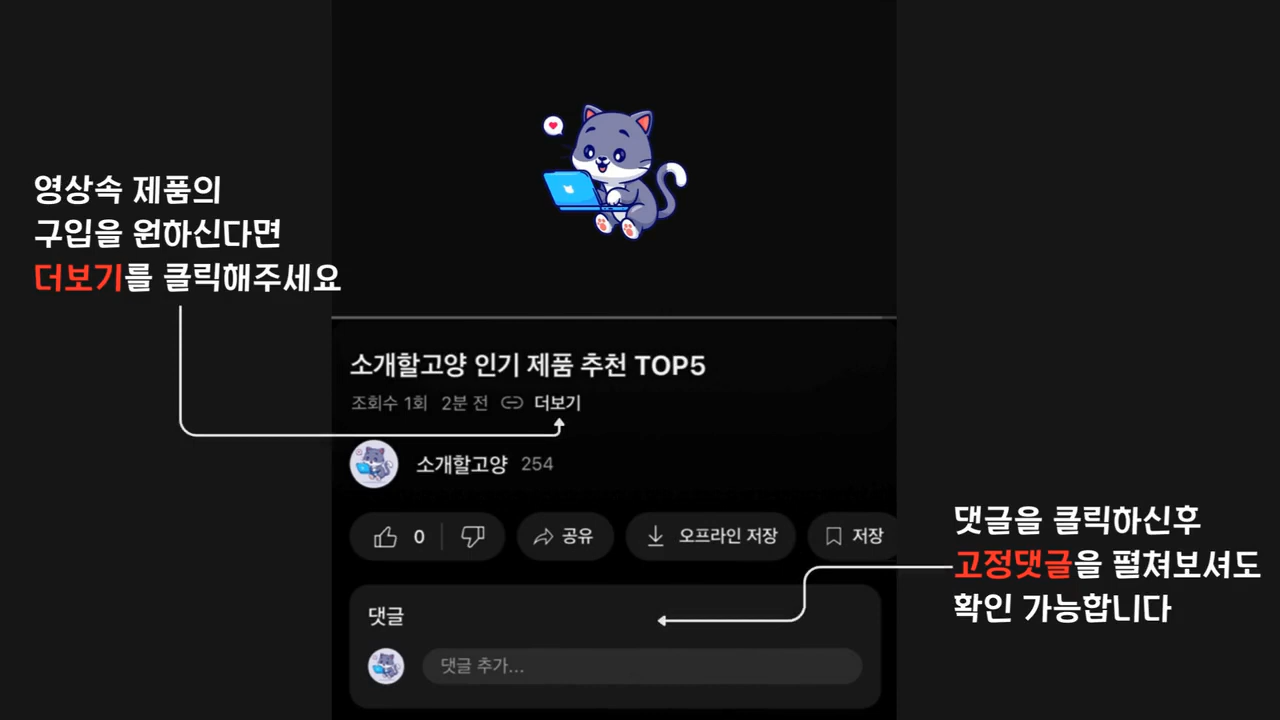 영상속 제품의
구입을 원하신다면
더보기를 클릭해주세요
소개할고양 인기 제품 추천 TOP5
조회수 1회 2분 전 더보기
소개할고양 254
0 공유 오프라인 저장 저장
댓글
댓글 추가...
댓글을 클릭하신후
고정댓글을 펼쳐보셔도
확인 가능합니다